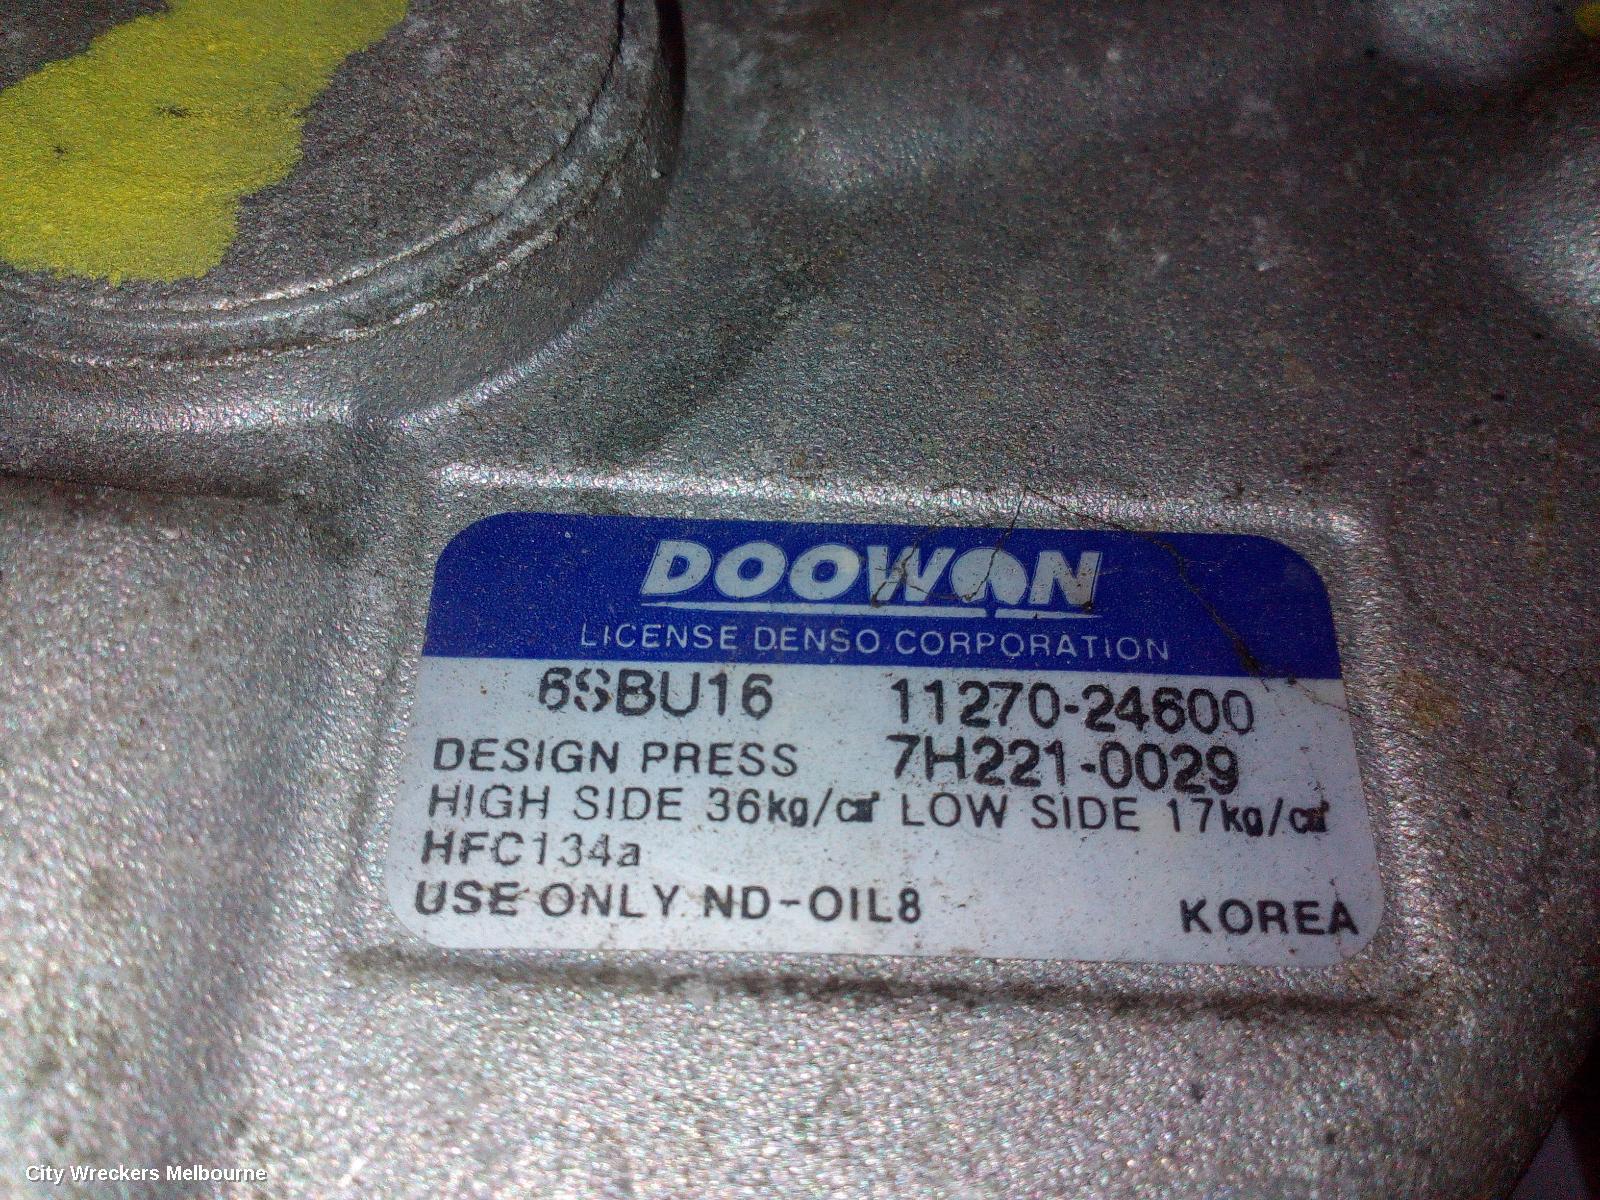 DOOWON
LICENSE DENSO CORPORATION
6SBU16 11270-24600
DESIGN PRESS 7H221-0029
HIGH SIDE 36kg/㎠ LOW SIDE 17kg/㎠
HFC134a
USE ONLY ND-OIL8 KOREA
City Wreckers Melbourne